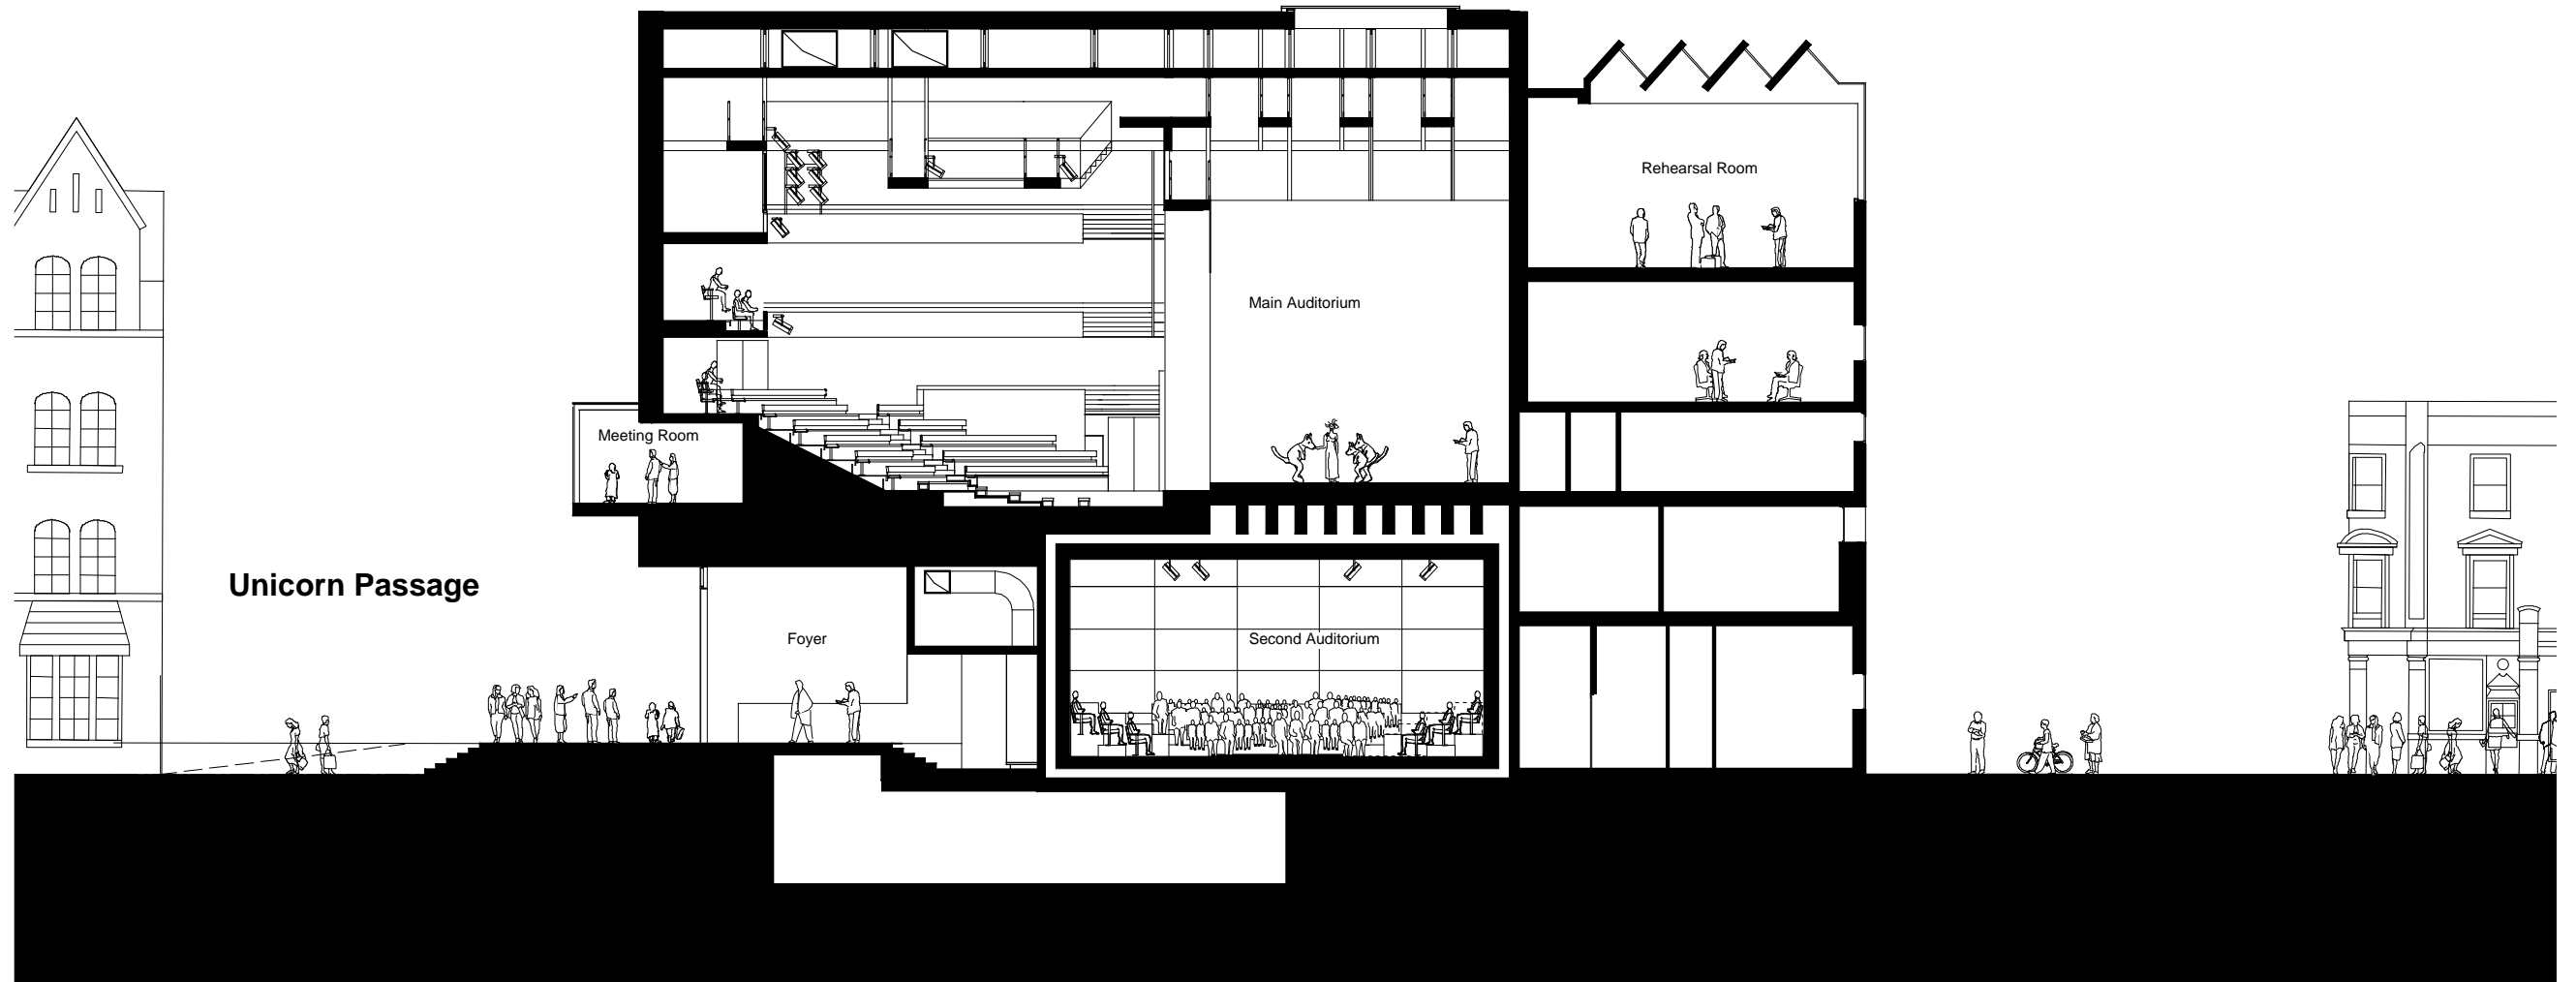 Rehearsal Room
Main Auditorium
Meeting Room
Unicorn Passage
Foyer
Second Auditorium